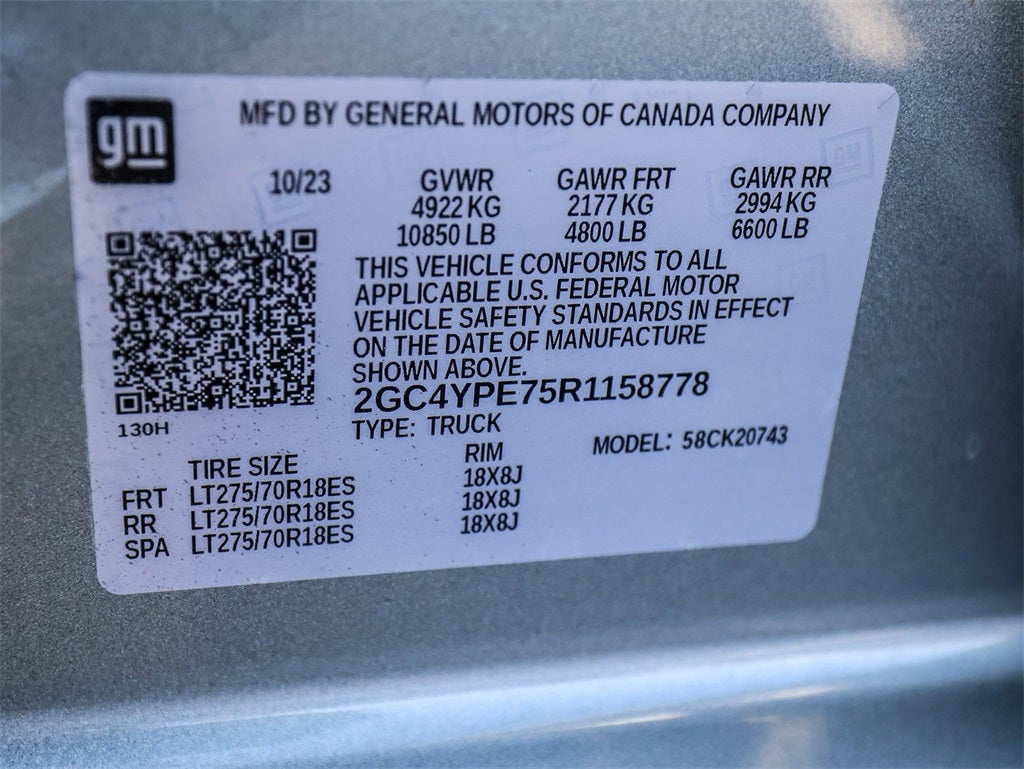 gm
MFD BY GENERAL MOTORS OF CANADA COMPANY
10/23 GVWR GAWR FRT GAWR RR
4922 KG 2177 KG 2994 KG
10850 LB 4800 LB 6600 LB
THIS VEHICLE CONFORMS TO ALL
APPLICABLE U.S. FEDERAL MOTOR
VEHICLE SAFETY STANDARDS IN EFFECT
ON THE DATE OF MANUFACTURE
SHOWN ABOVE.
2GC4YPE75R1158778
130H
TYPE: TRUCK MODEL: 58CK20743
TIRE SIZE RIM
FRT LT275/70R18ES 18X8J
RR LT275/70R18ES 18X8J
SPA LT275/70R18ES 18X8J